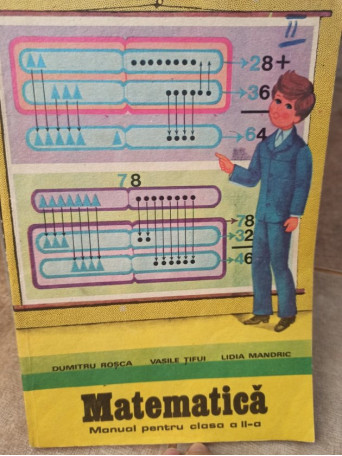 II
28+
36
64
78
78
32
46
DUMITRU ROȘCA VASILE ȚIFUI LIDIA MANDRIC
Matematică
Manual pentru clasa a II-a